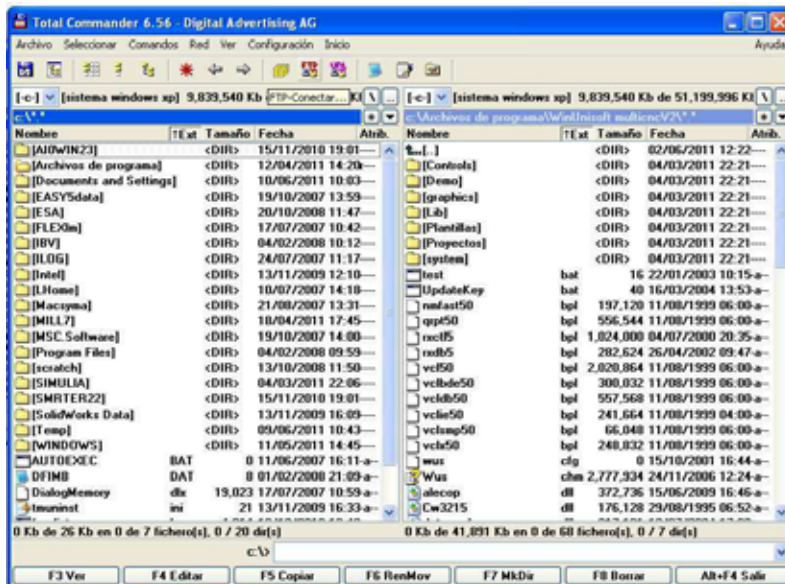 Total Commander 6.56 - Digital Advertising AG
Archivo Seleccionar Comandos Red Ver Configuración Inicio Ayuda
[-c-] [sistema windows xp] 9,839,540 Kb FTP-Conectar... K \ ..
c:\*.*
Nombre ↑Ext Tamaño Fecha Atrib.
[AI0WIN23] <DIR> 15/11/2010 19:01----
[Archivos de programa] <DIR> 12/04/2011 14:20r---
[Documents and Settings] <DIR> 10/06/2011 10:03----
[EASY5data] <DIR> 19/10/2007 13:59----
[ESA] <DIR> 20/10/2008 11:47----
[FLEXlm] <DIR> 17/07/2007 10:42----
[IBV] <DIR> 04/02/2008 10:12----
[ILOG] <DIR> 24/07/2007 11:17----
[Intel] <DIR> 13/11/2009 12:10----
[LHome] <DIR> 10/07/2007 14:18----
[Macsyma] <DIR> 21/08/2007 13:31----
[MILL7] <DIR> 18/04/2011 17:45----
[MSC.Software] <DIR> 19/10/2007 14:00----
[Program Files] <DIR> 04/02/2008 09:59----
[scratch] <DIR> 13/10/2008 11:50----
[SIMULIA] <DIR> 04/03/2011 22:06----
[SMRTER22] <DIR> 15/11/2010 19:01----
[SolidWorks Data] <DIR> 13/11/2009 16:09----
[Temp] <DIR> 09/06/2011 10:43----
[WINDOWS] <DIR> 11/05/2011 14:45----
AUTOEXEC BAT 0 11/06/2007 16:11-a--
DFIMB DAT 8 01/02/2008 21:09-a--
DialogMemory dlx 19,023 17/07/2007 10:59-a--
tmuninst ini 21 13/11/2009 16:33-a--
0 Kb de 26 Kb en 0 de 7 fichero(s), 0 / 20 dir(s)
[-c-] [sistema windows xp] 9,839,540 Kb de 51,199,996 Kb \ ..
c:\Archivos de programa\WinUnisoft multicncV2\*.*
Nombre ↑Ext Tamaño Fecha Atrib.
[..] <DIR> 02/06/2011 12:22----
[Controls] <DIR> 04/03/2011 22:21----
[Demo] <DIR> 04/03/2011 22:21----
[graphics] <DIR> 04/03/2011 22:21----
[Lib] <DIR> 04/03/2011 22:21----
[Plantillas] <DIR> 04/03/2011 22:21----
[Proyectos] <DIR> 04/03/2011 22:21----
[system] <DIR> 04/03/2011 22:21----
test bat 16 22/01/2003 10:15-a--
UpdateKey bat 40 16/03/2004 13:53-a--
nmfast50 bpl 197,120 11/08/1999 06:00-a--
qrpt50 bpl 556,544 11/08/1999 06:00-a--
rxctl5 bpl 1,024,000 04/07/2000 20:35-a--
rxdb5 bpl 282,624 26/04/2002 09:47-a--
vcl50 bpl 2,020,864 11/08/1999 06:00-a--
vclbde50 bpl 300,032 11/08/1999 06:00-a--
vcldb50 bpl 557,568 11/08/1999 06:00-a--
vclie50 bpl 241,664 11/08/1999 04:00-a--
vclsmp50 bpl 66,048 11/08/1999 06:00-a--
vclx50 bpl 248,832 11/08/1999 06:00-a--
wus cfg 0 15/10/2001 16:44-a--
Wus chm 2,777,934 24/11/2006 12:24-a--
alecop dll 372,736 15/06/2009 16:46-a--
Cw3215 dll 176,128 29/08/1995 06:52-a--
0 Kb de 41,891 Kb en 0 de 68 fichero(s), 0 / 7 dir(s)
c:\>
F3 Ver F4 Editar F5 Copiar F6 RenMov F7 MkDir F8 Borrar Alt+F4 Salir